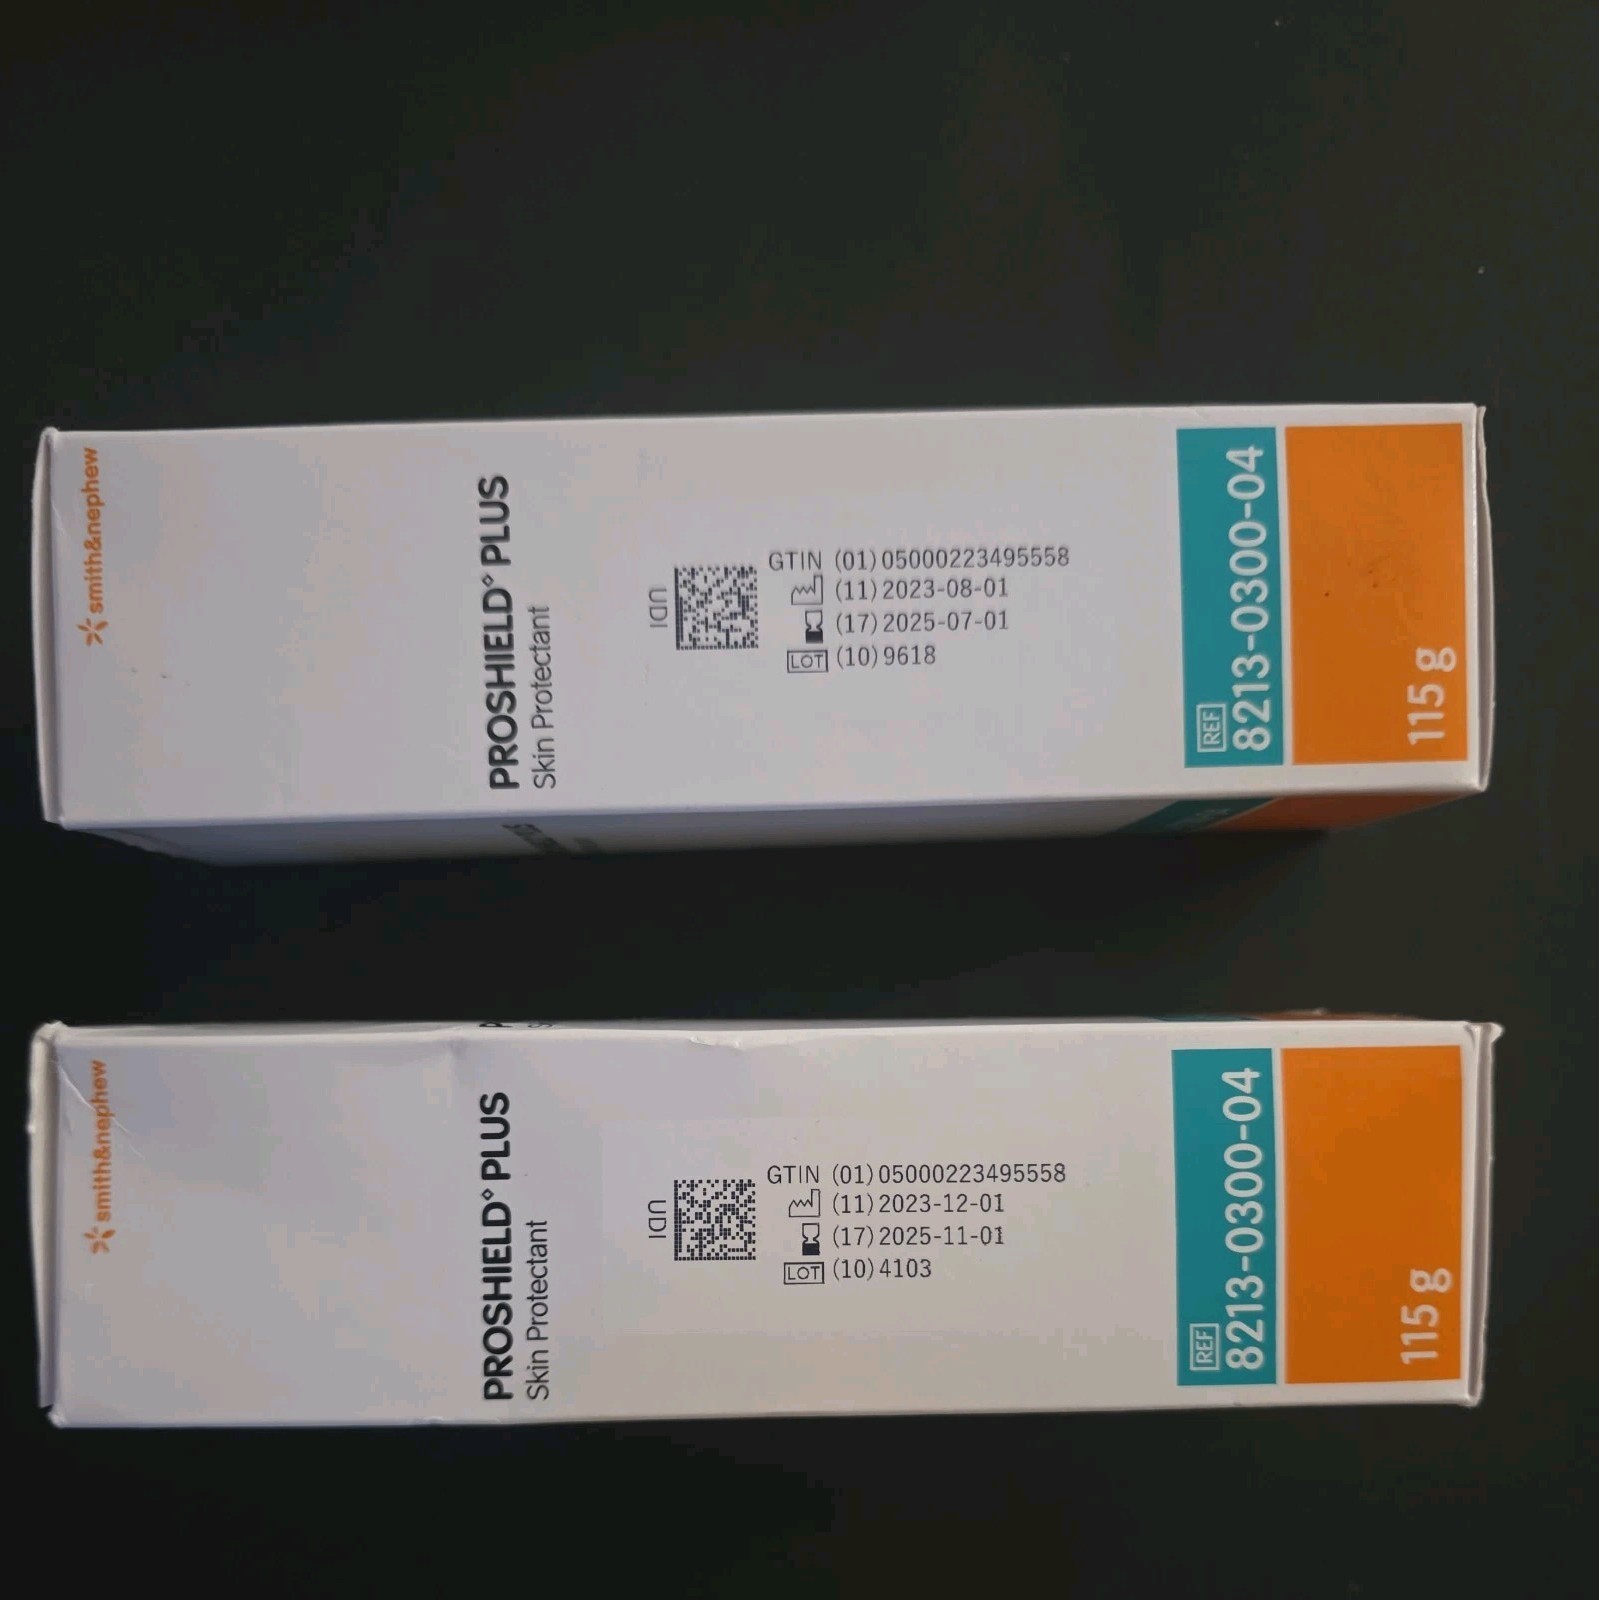 smith&nephew
PROSHIELD° PLUS
Skin Protectant
UDI
GTIN (01)05000223495558
(11)2023-08-01
(17)2025-07-01
LOT (10)9618
REF
8213-0300-04
115 g
smith&nephew
PROSHIELD° PLUS
Skin Protectant
UDI
GTIN (01)05000223495558
(11)2023-12-01
(17)2025-11-01
LOT (10)4103
REF
8213-0300-04
115 g